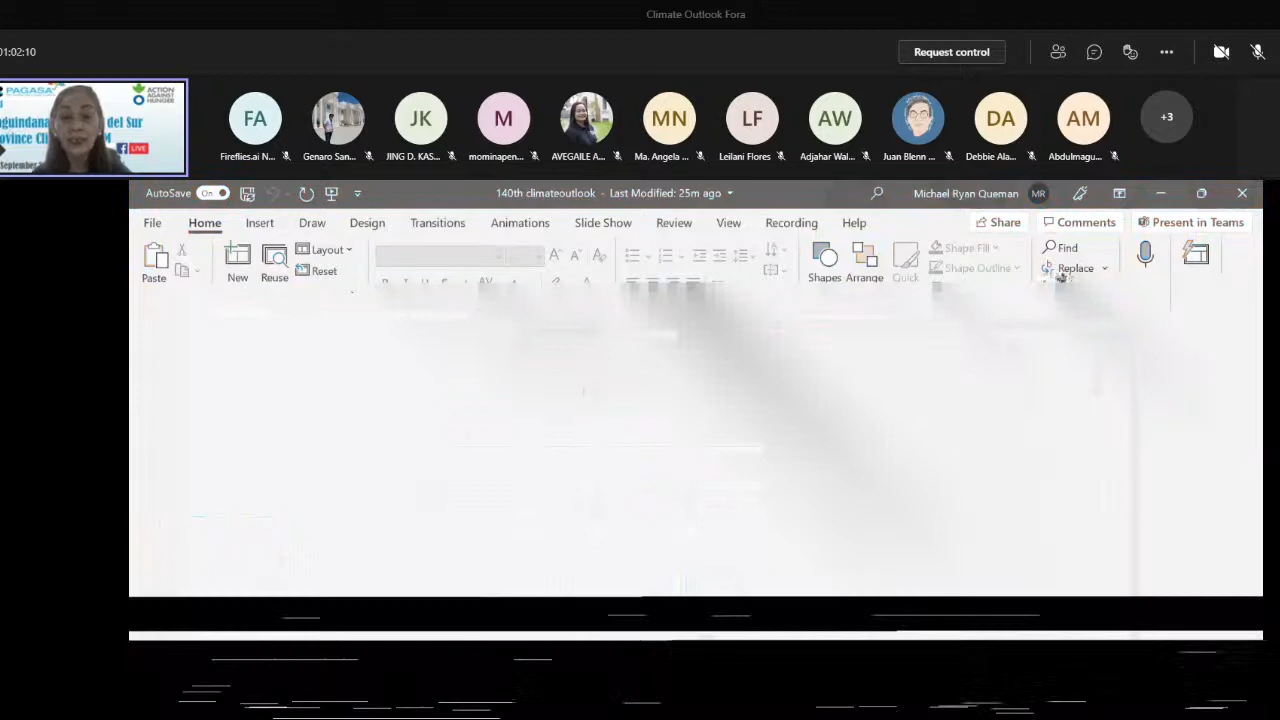 Climate Outlook Fora
01:02:10
Request control
PAGASA
ACTION
AGAINST
HUNGER
del Sur
LIVE
September
FA
JK
M
MN
LF
AW
DA
AM
+3
Fireflies.ai N...
Genaro San...
JING D. KAS...
mominapen...
AVEGAILE A...
Ma. Angela ...
Leilani Flores
Adjahar Wal...
Juan Blenn ...
Debbie Ala...
Abdulmagu...
AutoSave On
140th climateoutlook - Last Modified: 25m ago
Michael Ryan Queman MR
File Home Insert Draw Design Transitions Animations Slide Show Review View Recording Help Share Comments Present in Teams
Layout
Reset
Paste
New
Reuse
Shapes
Arrange
Quick
Shape Fill
Shape Outline
Find
Replace